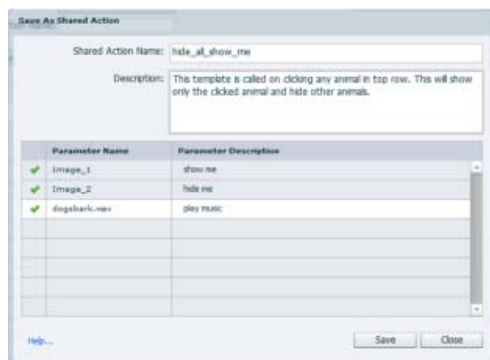 Save As Shared Action
Shared Action Name: hide_all_show_me
Description: This template is called on clicking any animal in top row. This will show
only the clicked animal and hide other animals.
Parameter Name Parameter Description
Image_1 show me
Image_2 hide me
dogsbark.wav play music
Help... Save Close